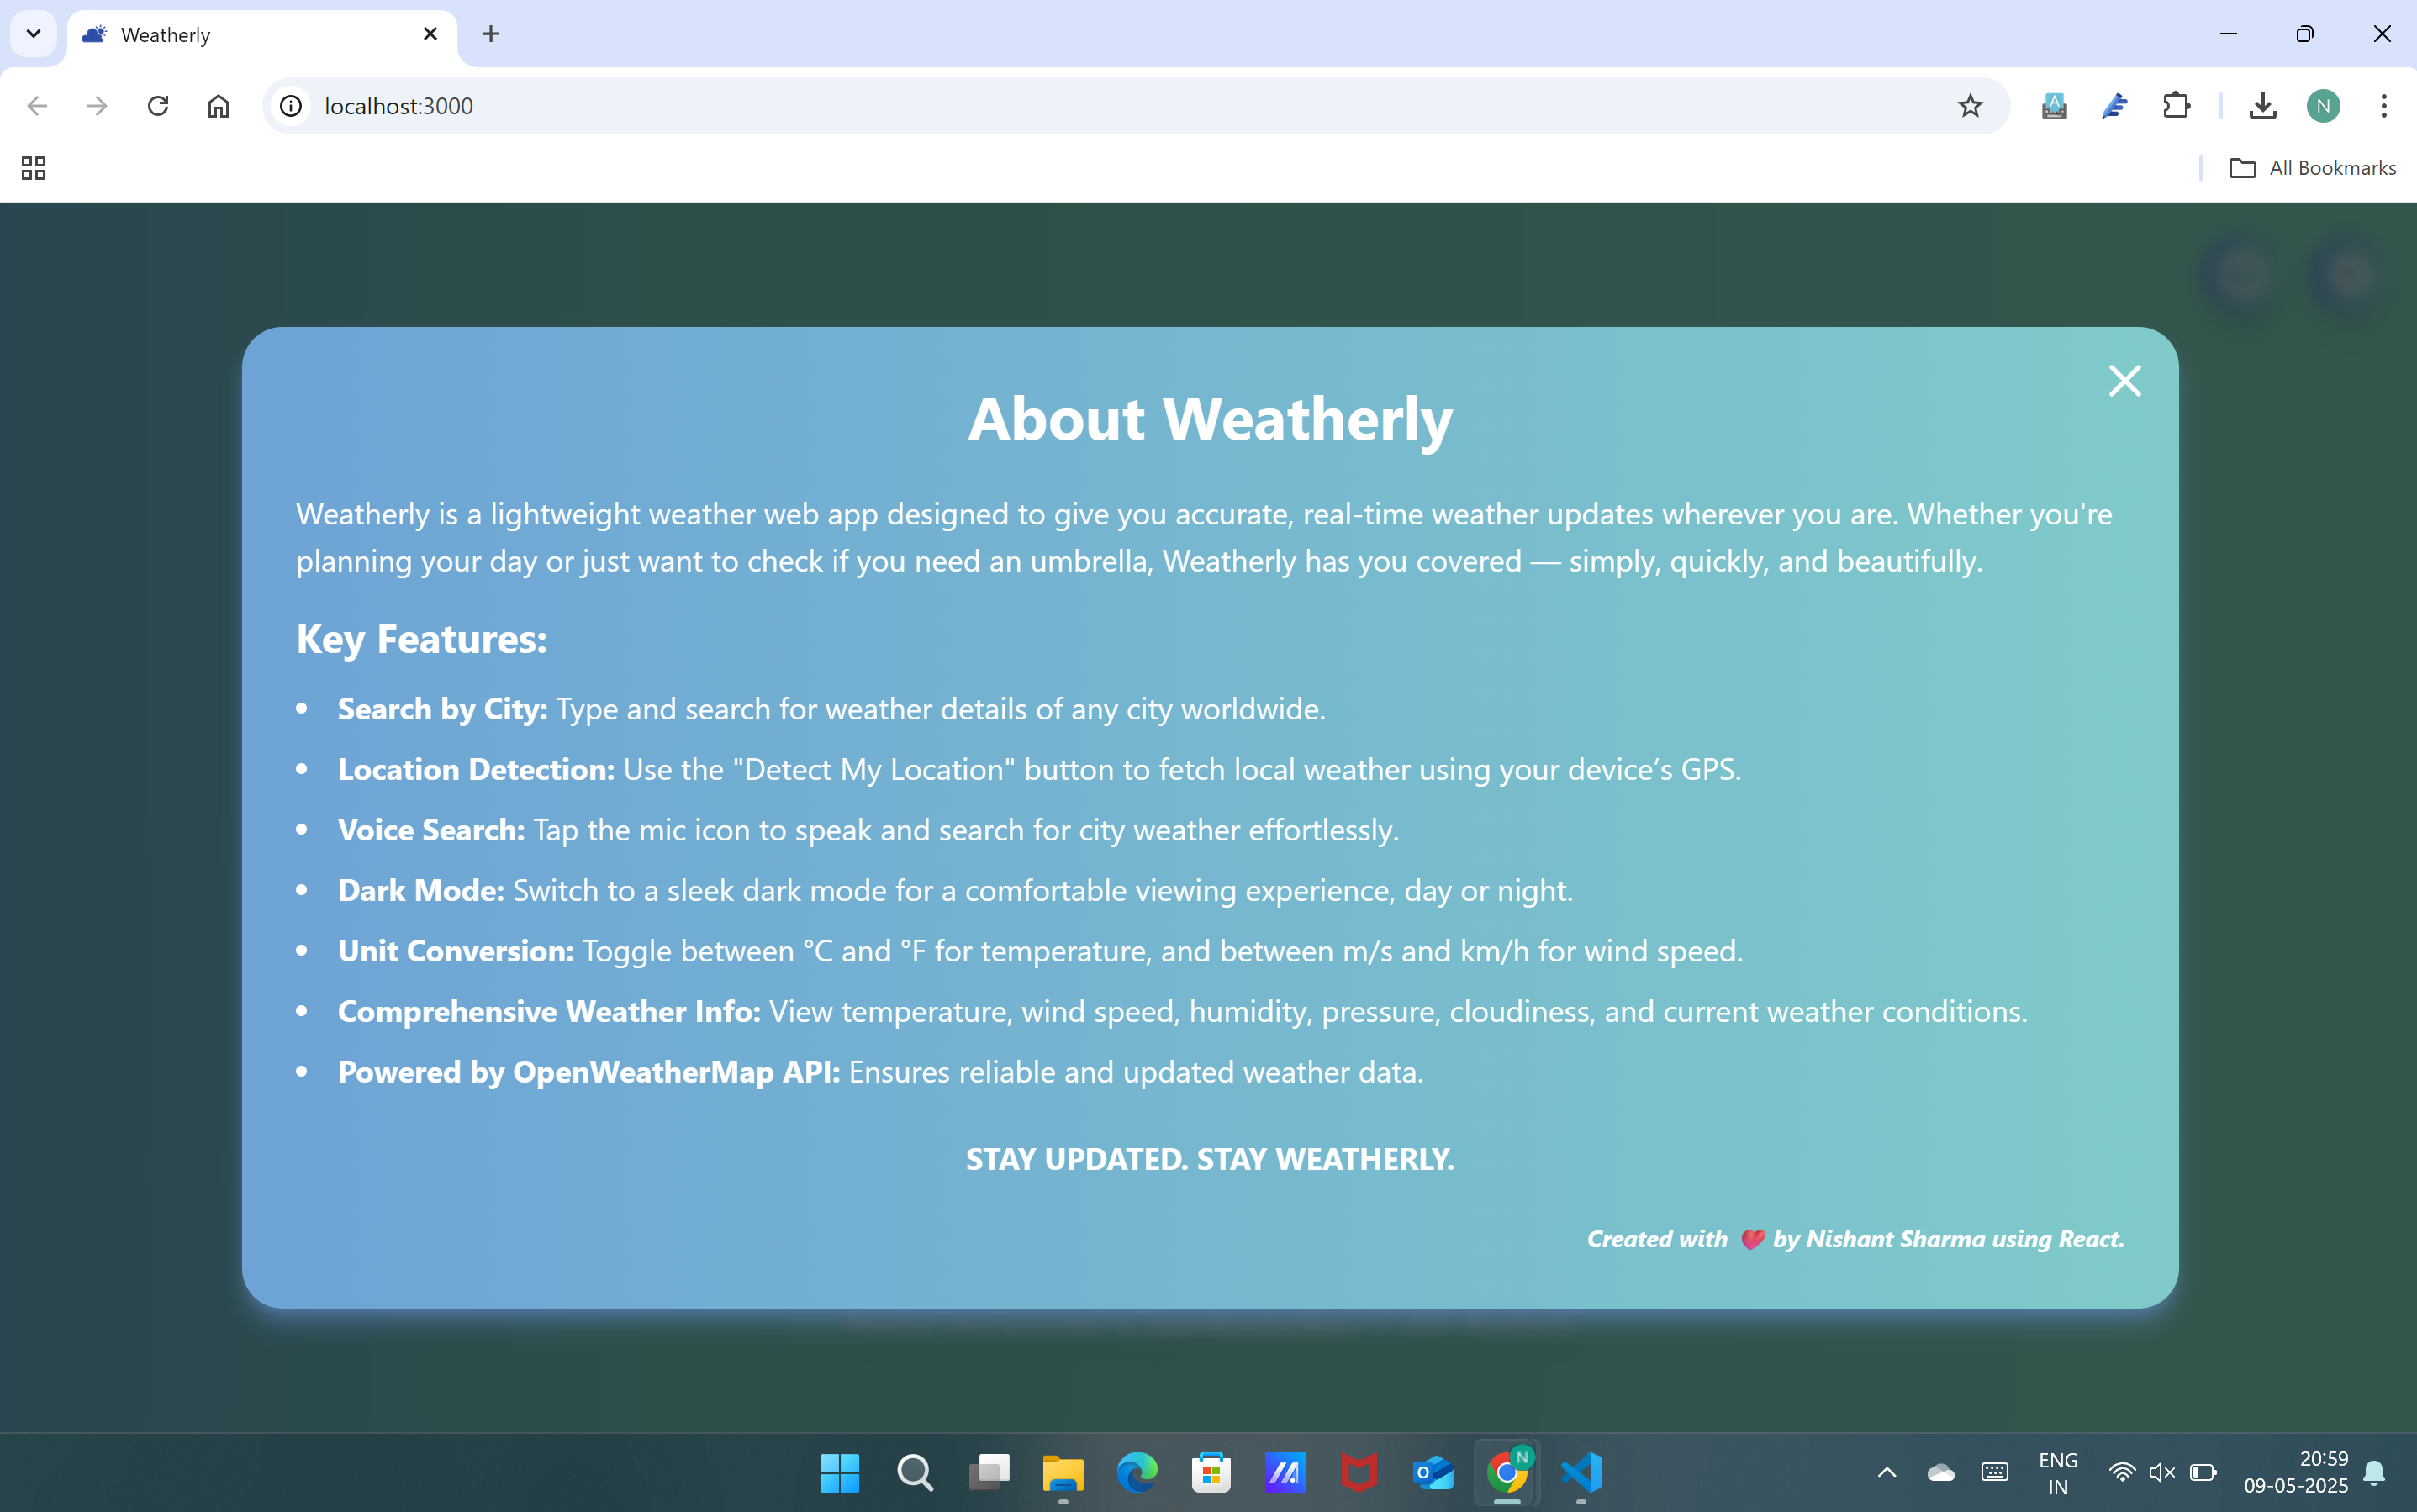 Weatherly
localhost:3000
All Bookmarks
About Weatherly
Weatherly is a lightweight weather web app designed to give you accurate, real-time weather updates wherever you are. Whether you're
planning your day or just want to check if you need an umbrella, Weatherly has you covered — simply, quickly, and beautifully.
Key Features:
• Search by City: Type and search for weather details of any city worldwide.
• Location Detection: Use the "Detect My Location" button to fetch local weather using your device’s GPS.
• Voice Search: Tap the mic icon to speak and search for city weather effortlessly.
• Dark Mode: Switch to a sleek dark mode for a comfortable viewing experience, day or night.
• Unit Conversion: Toggle between °C and °F for temperature, and between m/s and km/h for wind speed.
• Comprehensive Weather Info: View temperature, wind speed, humidity, pressure, cloudiness, and current weather conditions.
• Powered by OpenWeatherMap API: Ensures reliable and updated weather data.
STAY UPDATED. STAY WEATHERLY.
Created with ❤️ by Nishant Sharma using React.
ENG
IN
20:59
09-05-2025